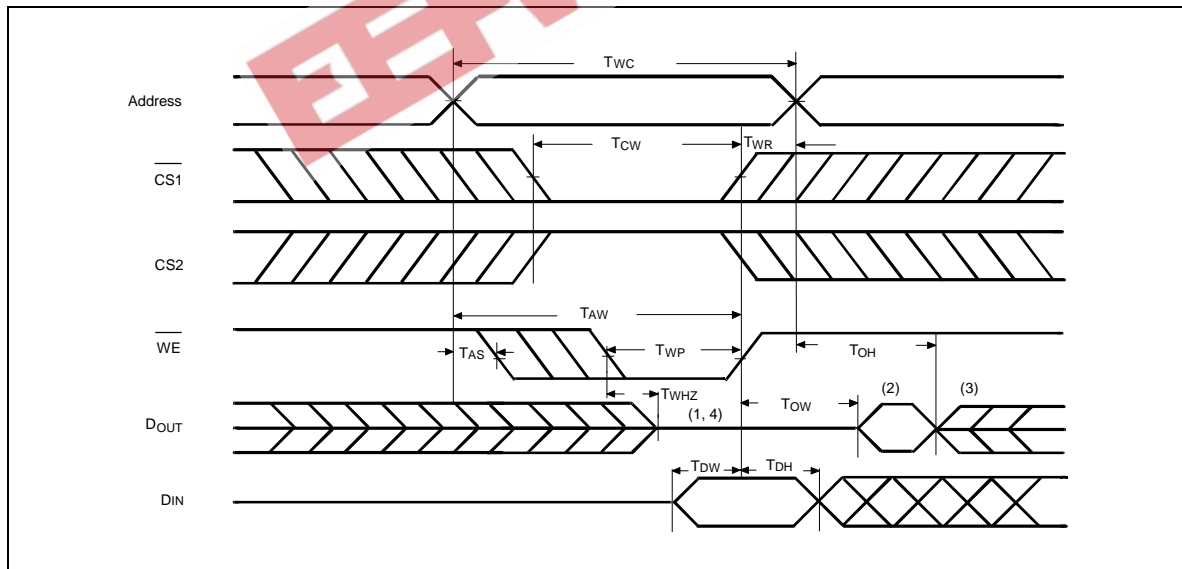 TWC
Address
TCW TWR
CS1
CS2
TAW
WE
TAS TWP TOH
TWHZ
(1, 4) TOW (2) (3)
DOUT
TDW TDH
DIN